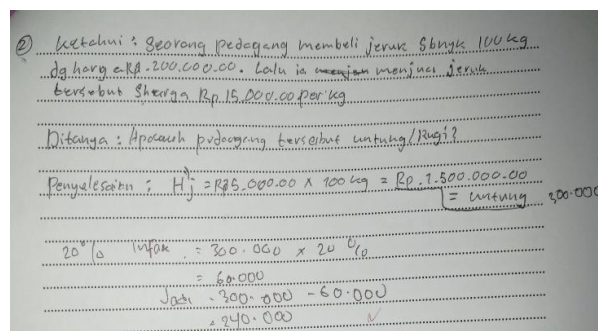 ② Ketahui : Seorang pedagang membeli jeruk Sbnyk 100 kg
dg harga Rp. 200.000.00. Lalu ia menjual jeruk
tersebut Sharga Rp. 15.000.00 per kg
Ditanya : Apakah pedagang tersebut untung/Rugi?
Penyelesaian : Hj = Rp15.000.00 x 100 kg = Rp. 1.500.000.00
= untung 300.000
20% Infak = 300.000 x 20%
= 60.000
Jadi = 300.000 - 60.000
= 240.000